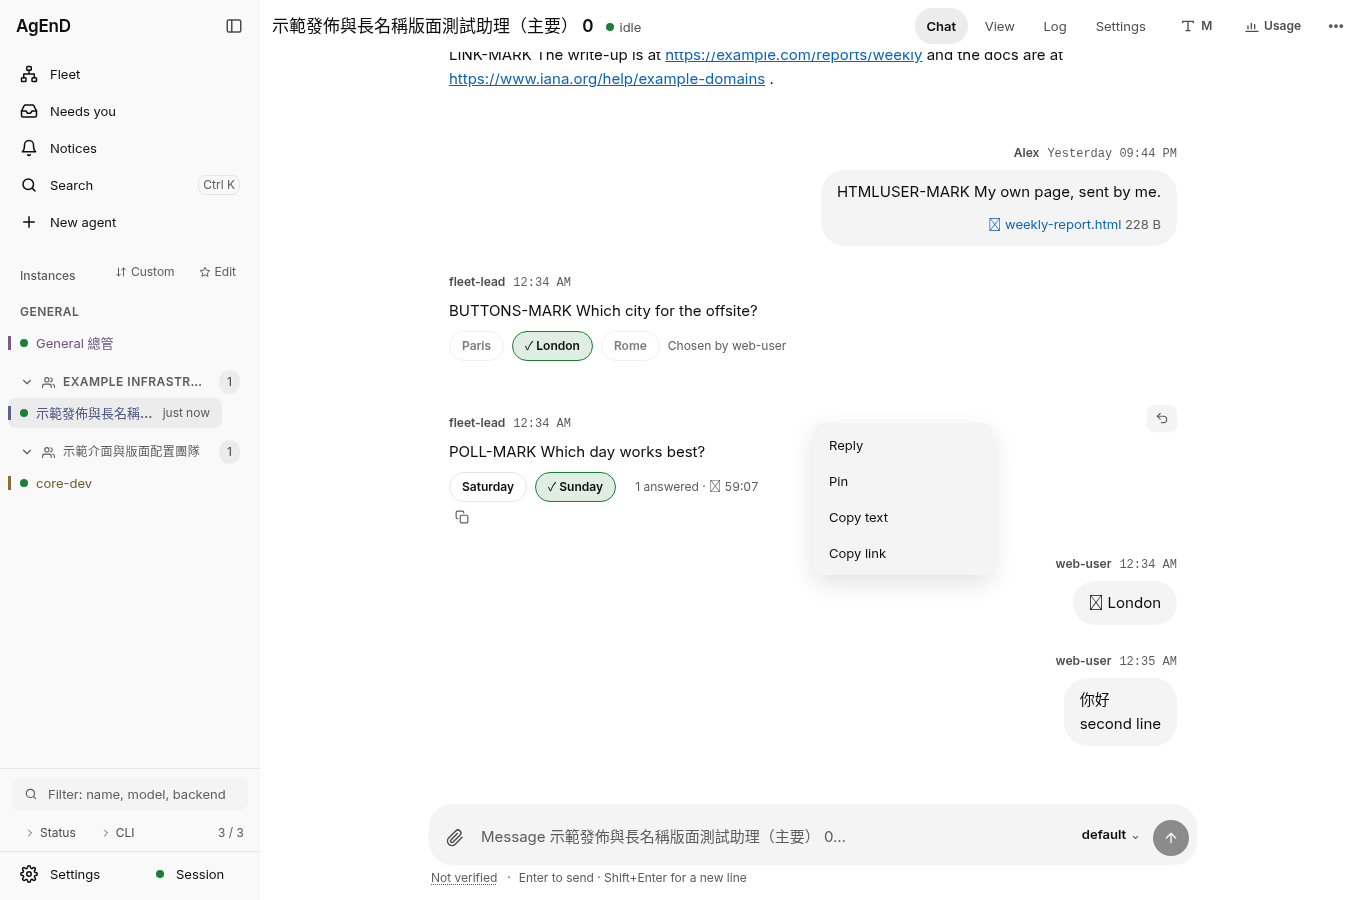 AgEnD
Fleet
Needs you
Notices
Search Ctrl K
New agent
Instances Custom Edit
GENERAL
General 總管
EXAMPLE INFRASTR... 1
示範發佈與長名稱... just now
示範介面與版面配置團隊 1
core-dev
Filter: name, model, backend
Status CLI 3 / 3
Settings Session
示範發佈與長名稱版面測試助理（主要） 0 idle
Chat View Log Settings M Usage
LINK-MARK The write-up is at https://example.com/reports/weekly and the docs are at
https://www.iana.org/help/example-domains .
Alex Yesterday 09:44 PM
HTMLUSER-MARK My own page, sent by me.
weekly-report.html 228 B
fleet-lead 12:34 AM
BUTTONS-MARK Which city for the offsite?
Paris ✓ London Rome Chosen by web-user
fleet-lead 12:34 AM
POLL-MARK Which day works best?
Saturday ✓ Sunday 1 answered · 59:07
Reply
Pin
Copy text
Copy link
web-user 12:34 AM
London
web-user 12:35 AM
你好
second line
Message 示範發佈與長名稱版面測試助理（主要） 0...
default
Not verified · Enter to send · Shift+Enter for a new line